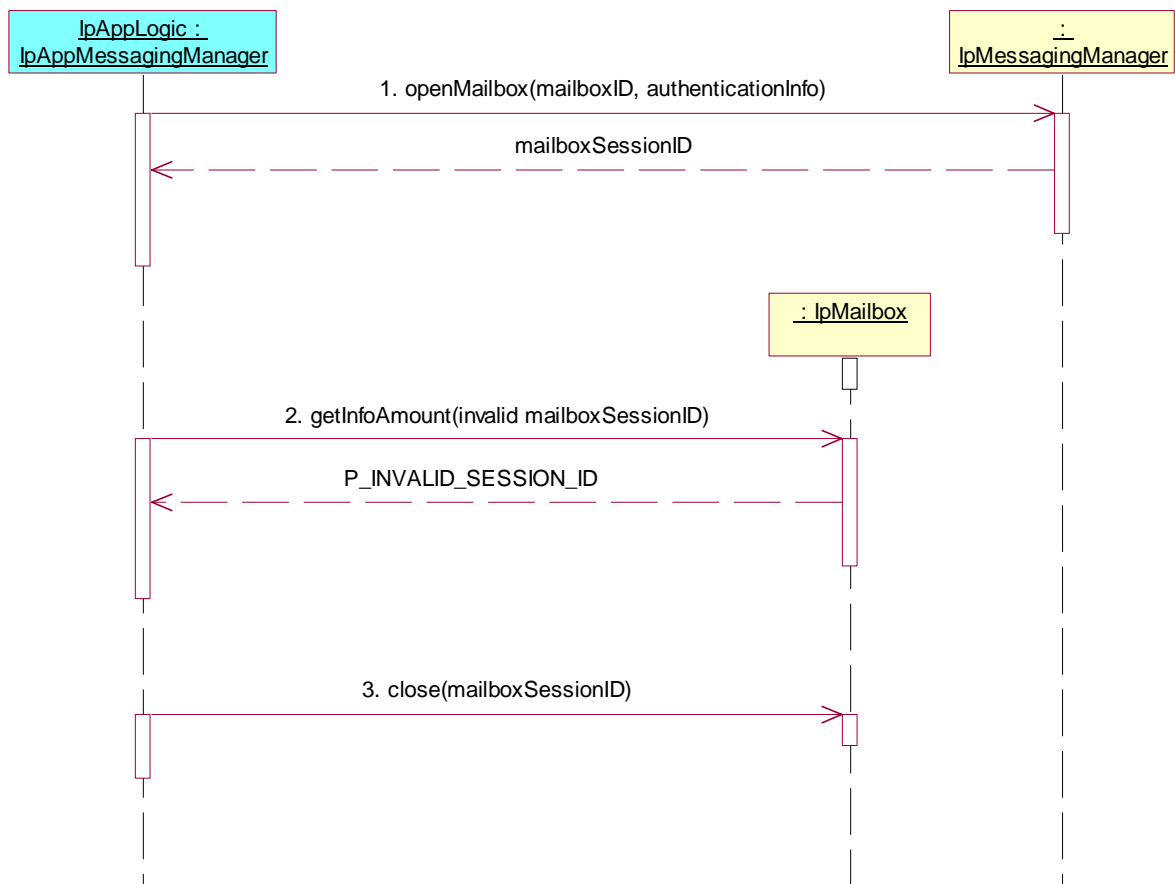 IpAppLogic :
IpAppMessagingManager
:
IpMessagingManager
1. openMailbox(mailboxID, authenticationInfo)
mailboxSessionID
: IpMailbox
2. getInfoAmount(invalid mailboxSessionID)
P_INVALID_SESSION_ID
3. close(mailboxSessionID)